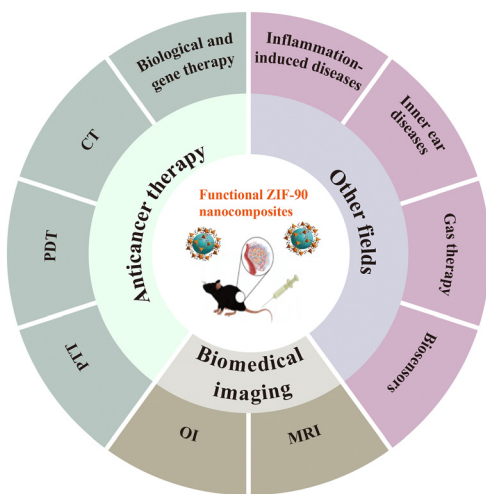 Functional ZIF-90
nanocomposites
Anticancer therapy
Biological and
gene therapy
CT
PDT
PTT
Other fields
Inflammation-
induced diseases
Inner ear
diseases
Gas therapy
Biosensors
Biomedical
imaging
OI
MRI